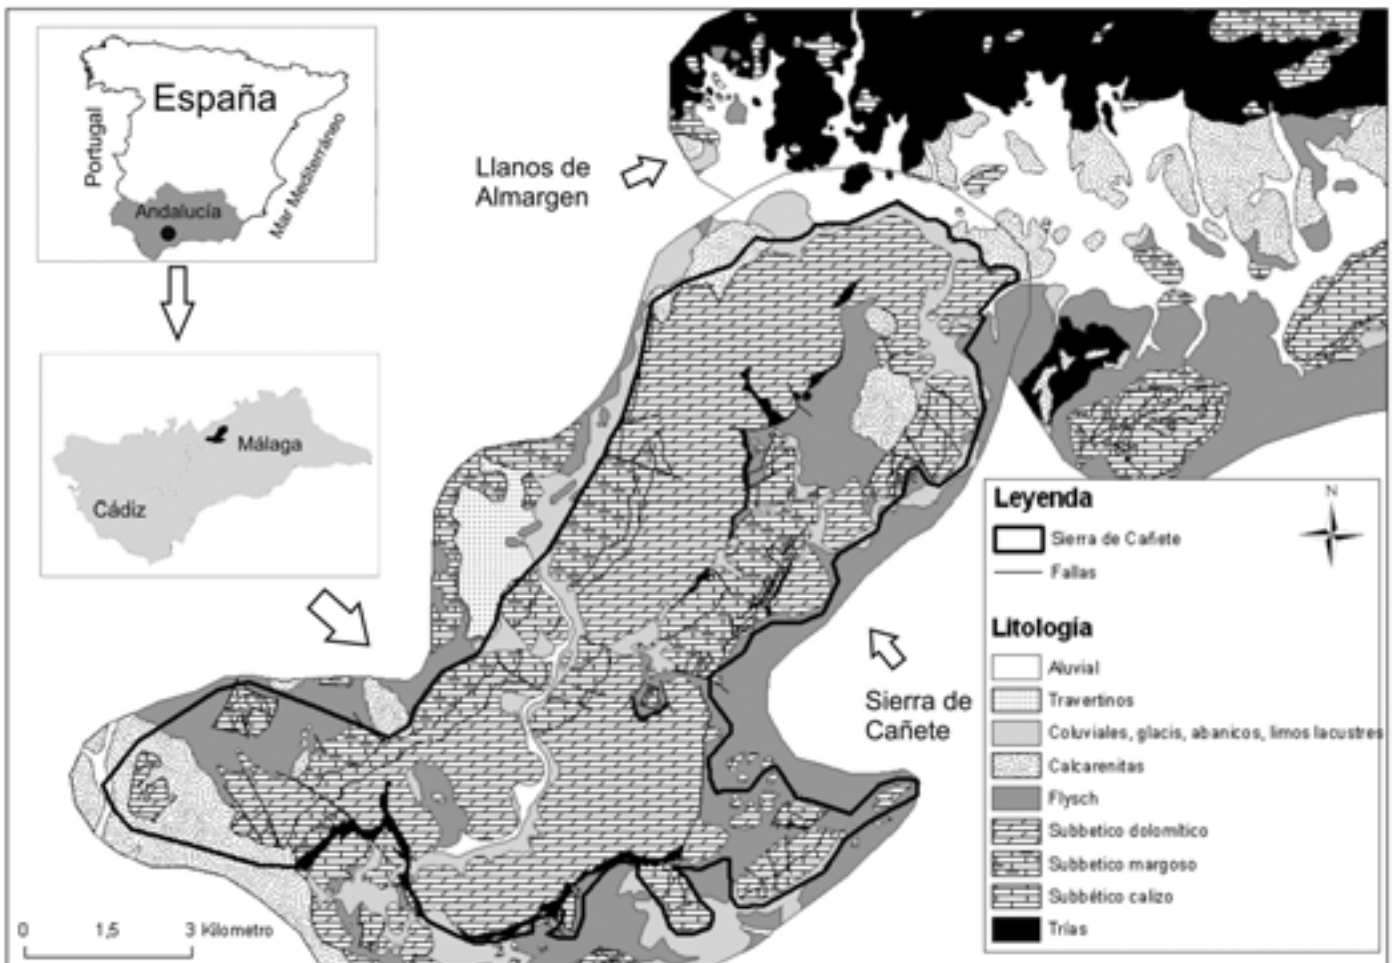 España
Portugal
Mar Mediterráneo
Andalucía
Málaga
Cádiz
Llanos de
Almargen
Sierra de
Cañete
Leyenda
N
Sierra de Cañete
Fallas
Litología
Aluvial
Travertinos
Coluviales, glacis, abanicos, limos lacustres
Calcarenitas
Flysch
Subbetico dolomítico
Subbetico margoso
Subbético calizo
Trías
0 1,5 3 Kilometro